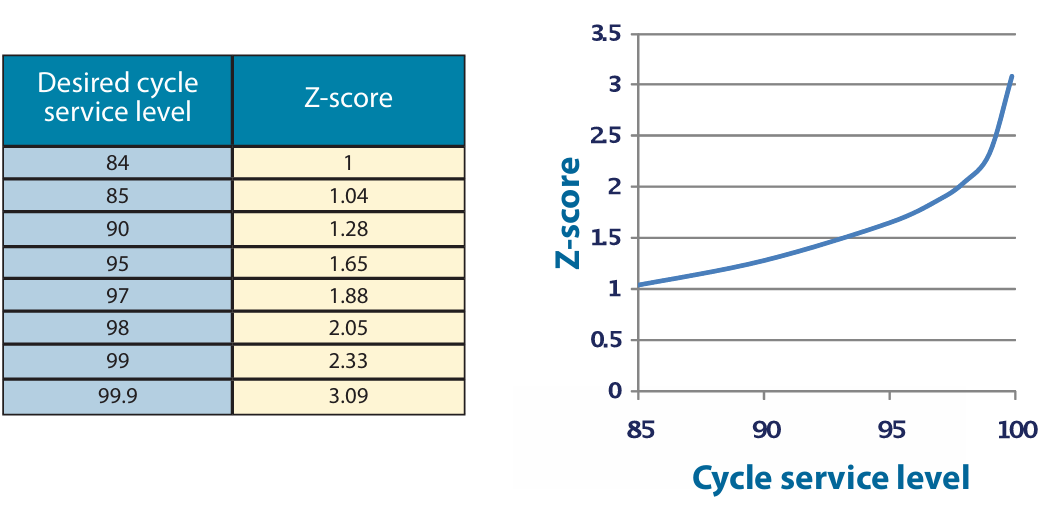 Desired cycle
service level
Z-score
84 1
85 1.04
90 1.28
95 1.65
97 1.88
98 2.05
99 2.33
99.9 3.09
3.5
3
2.5
2
1.5
1
0.5
0
Z-score
85 90 95 100
Cycle service level